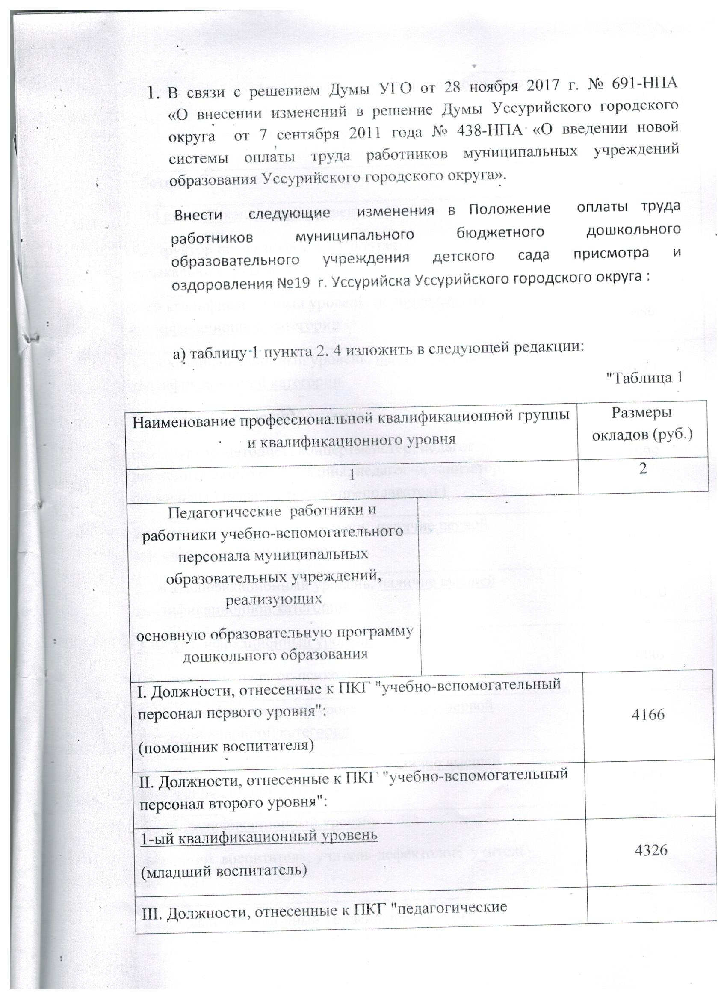 1. В связи с решением Думы УГО от 28 ноября 2017 г. № 691-НПА
«О внесении изменений в решение Думы Уссурийского городского
округа от 7 сентября 2011 года № 438-НПА «О введении новой
системы оплаты труда работников муниципальных учреждений
образования Уссурийского городского округа».
Внести следующие изменения в Положение оплаты труда
работников муниципального бюджетного дошкольного
образовательного учреждения детского сада присмотра и
оздоровления №19 г. Уссурийска Уссурийского городского округа :
а) таблицу 1 пункта 2. 4 изложить в следующей редакции:
"Таблица 1
Наименование профессиональной квалификационной группы
и квалификационного уровня
Размеры
окладов (руб.)
1
2
Педагогические работники и
работники учебно-вспомогательного
персонала муниципальных
образовательных учреждений,
реализующих
основную образовательную программу
дошкольного образования
I. Должности, отнесенные к ПКГ "учебно-вспомогательный
персонал первого уровня":
(помощник воспитателя)
4166
II. Должности, отнесенные к ПКГ "учебно-вспомогательный
персонал второго уровня":
1-ый квалификационный уровень
(младший воспитатель)
4326
III. Должности, отнесенные к ПКГ "педагогические